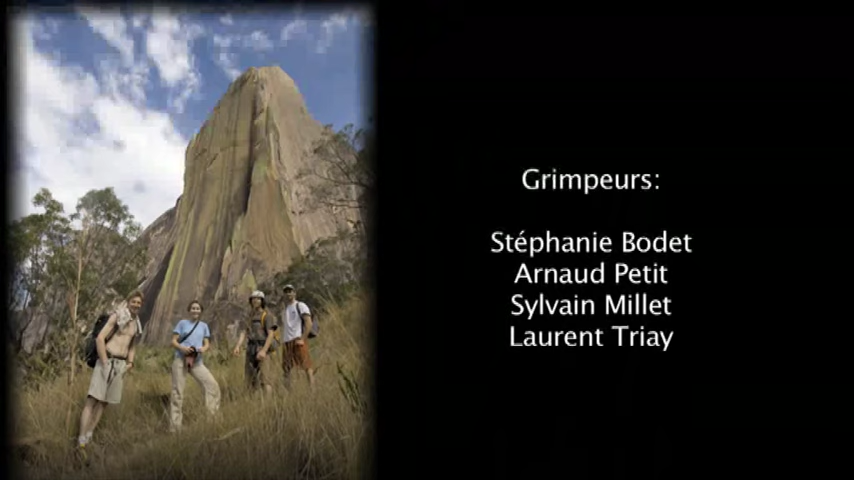 Grimpeurs:
Stéphanie Bodet
Arnaud Petit
Sylvain Millet
Laurent Triay